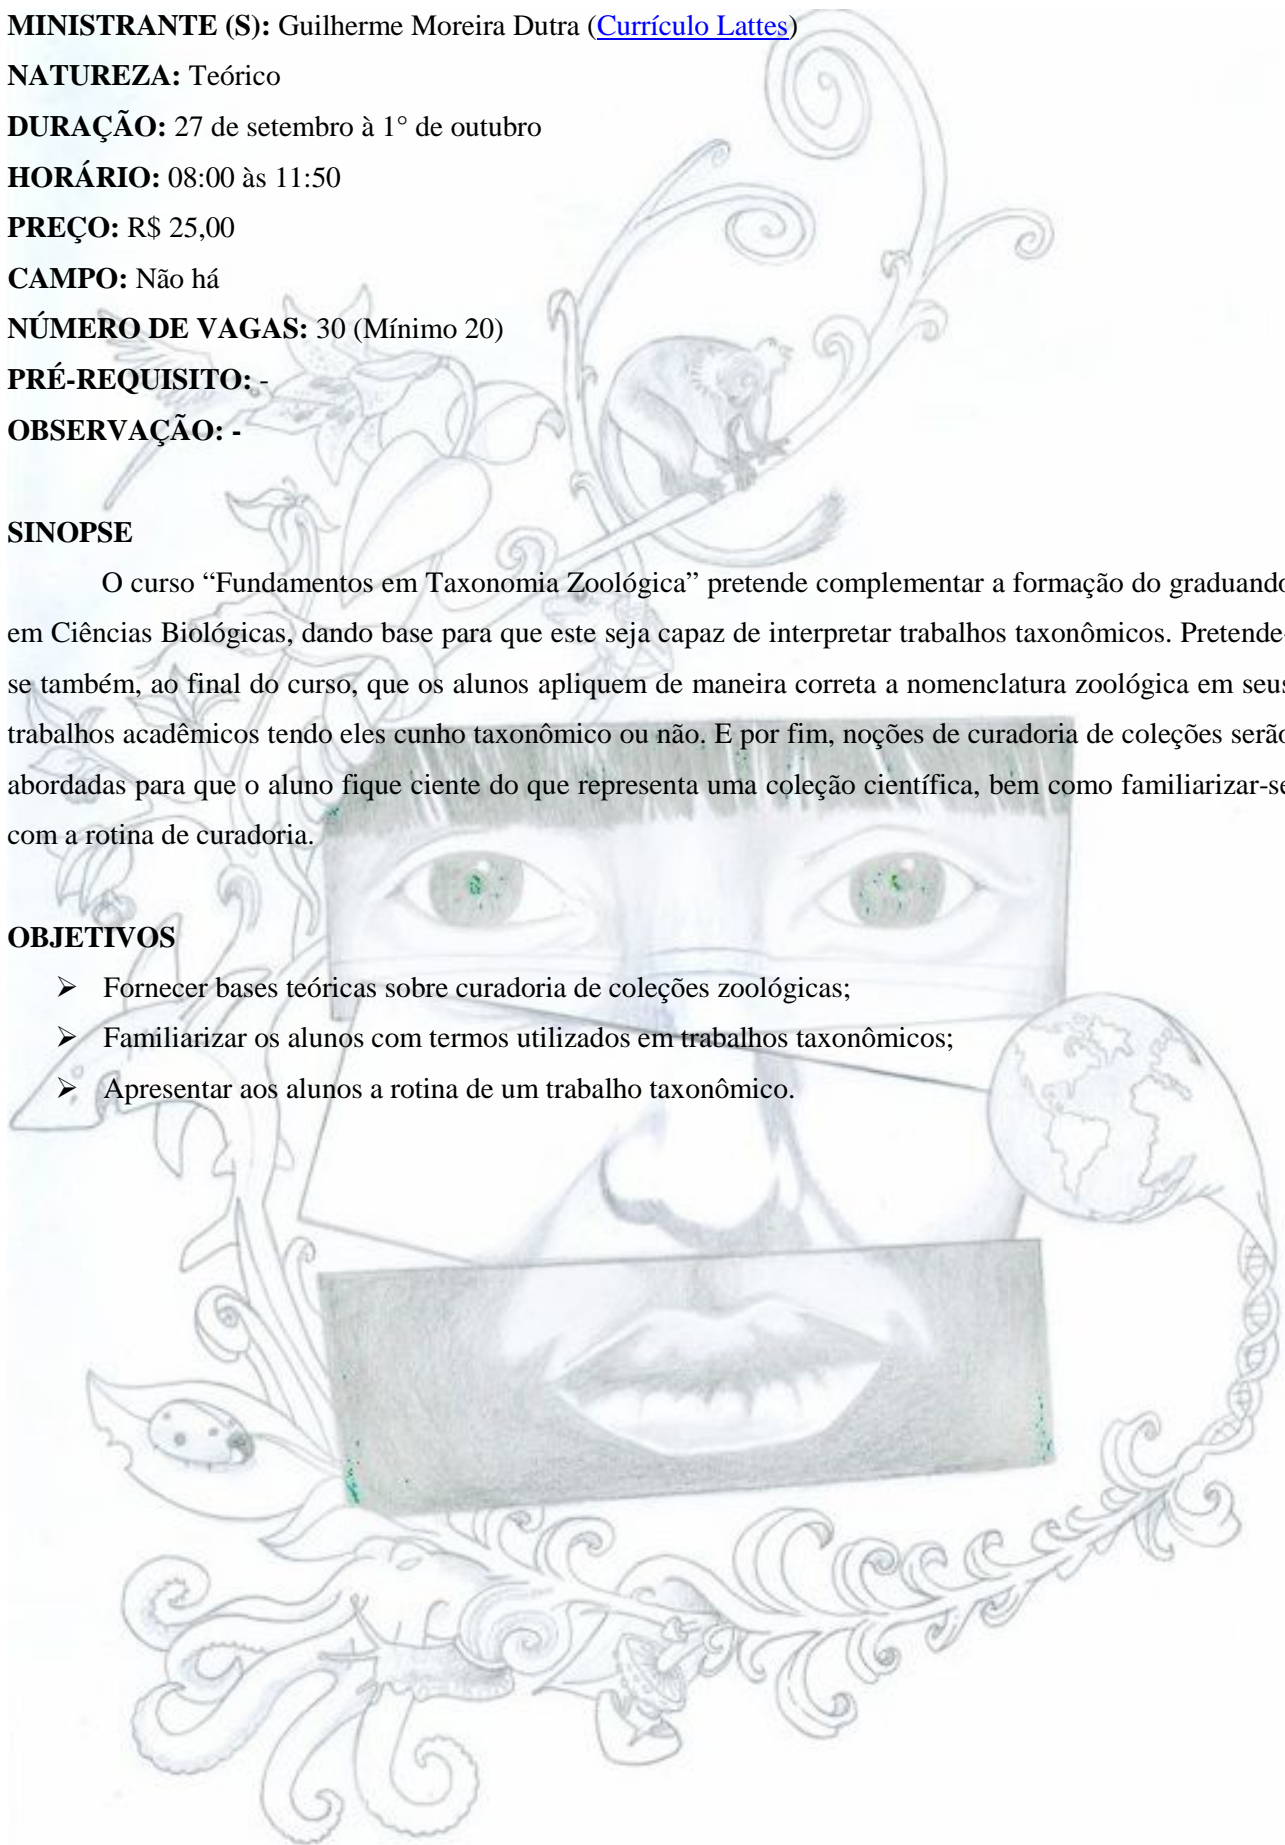 MINISTRANTE (S): Guilherme Moreira Dutra (Currículo Lattes)
NATUREZA: Teórico
DURAÇÃO: 27 de setembro à 1° de outubro
HORÁRIO: 08:00 às 11:50
PREÇO: R$ 25,00
CAMPO: Não há
NÚMERO DE VAGAS: 30 (Mínimo 20)
PRÉ-REQUISITO: -
OBSERVAÇÃO: -
SINOPSE
O curso “Fundamentos em Taxonomia Zoológica” pretende complementar a formação do graduando
em Ciências Biológicas, dando base para que este seja capaz de interpretar trabalhos taxonômicos. Pretende-
se também, ao final do curso, que os alunos apliquem de maneira correta a nomenclatura zoológica em seus
trabalhos acadêmicos tendo eles cunho taxonômico ou não. E por fim, noções de curadoria de coleções serão
abordadas para que o aluno fique ciente do que representa uma coleção científica, bem como familiarizar-se
com a rotina de curadoria.
OBJETIVOS
➢ Fornecer bases teóricas sobre curadoria de coleções zoológicas;
➢ Familiarizar os alunos com termos utilizados em trabalhos taxonômicos;
➢ Apresentar aos alunos a rotina de um trabalho taxonômico.